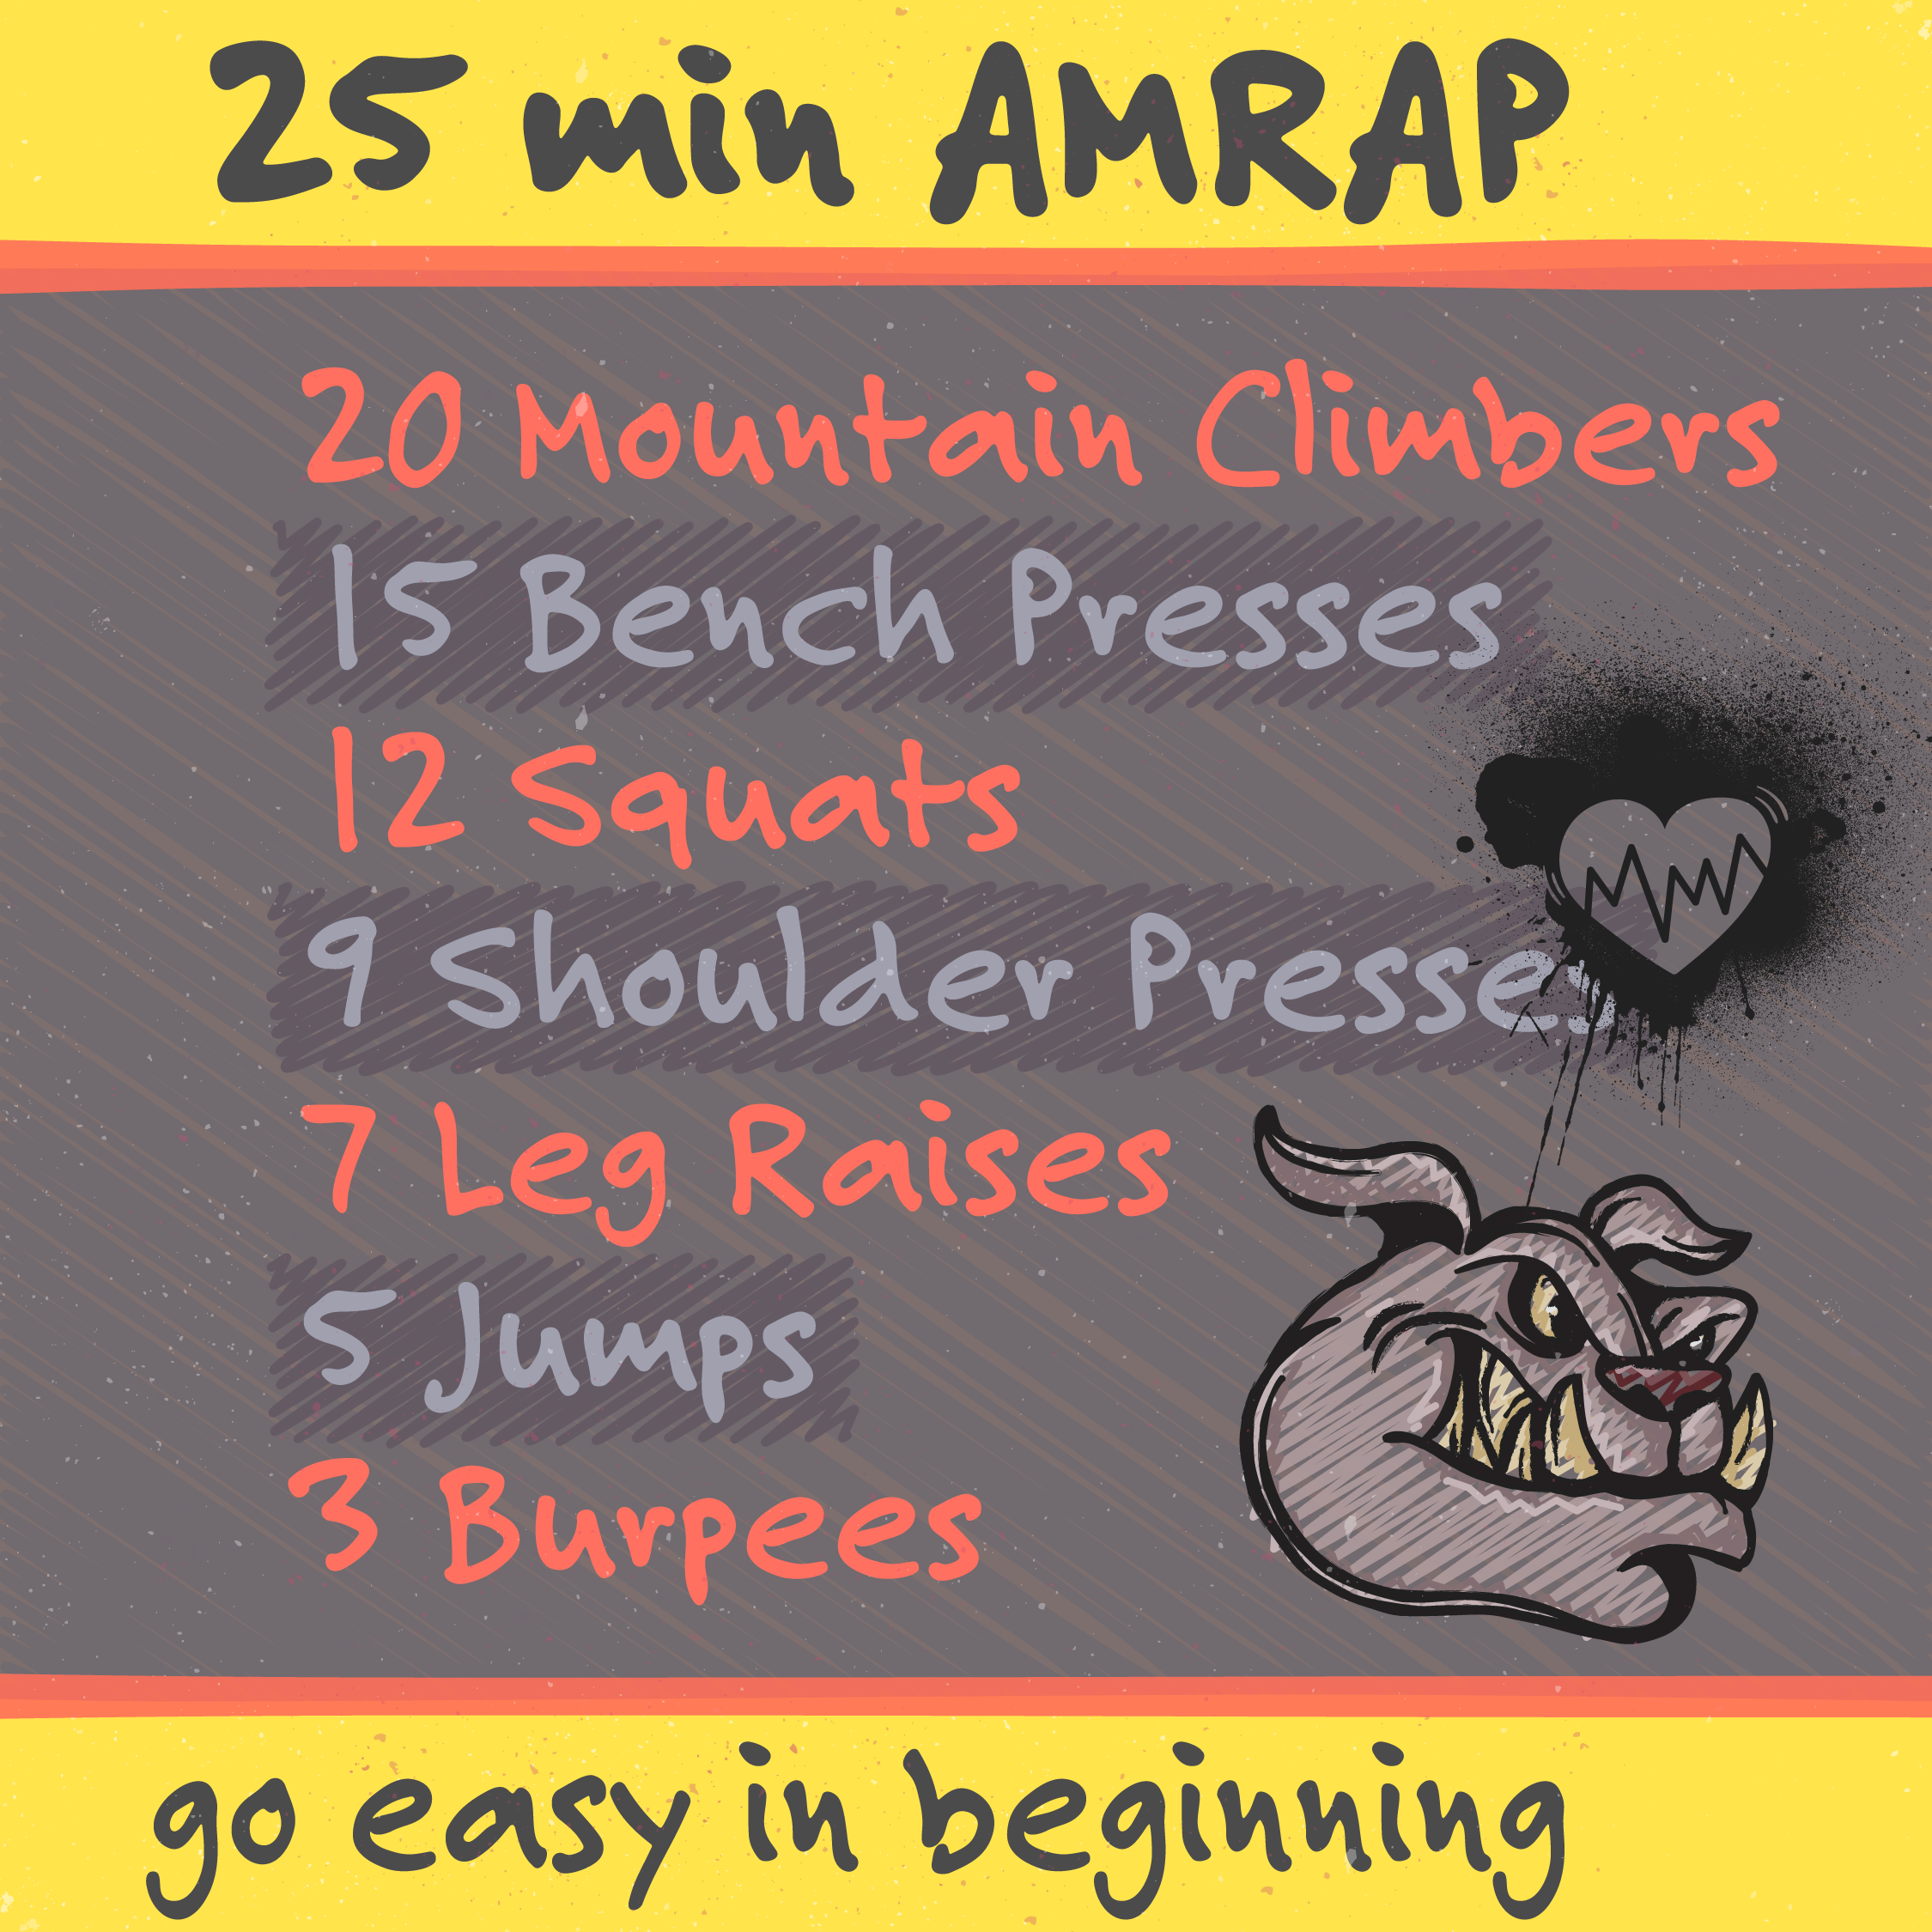 25 min AMRAP
20 Mountain Climbers
15 Bench Presses
12 Squats
9 Shoulder Presses
7 Leg Raises
5 Jumps
3 Burpees
go easy in beginning